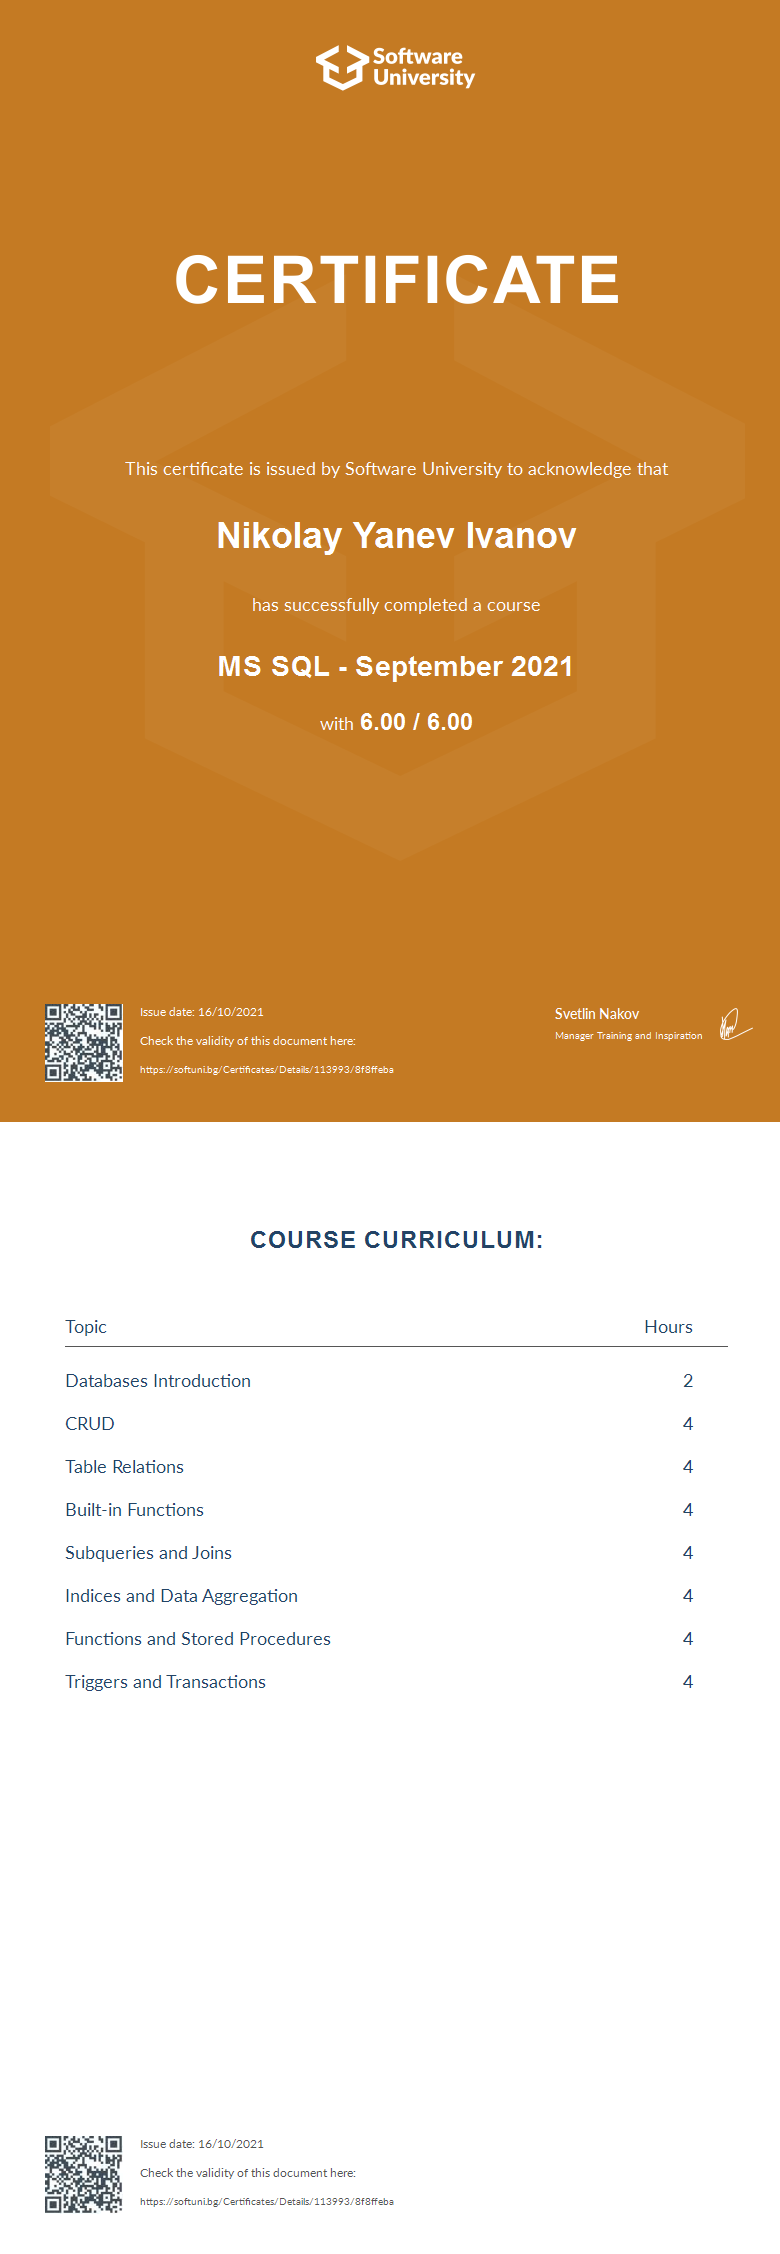 Software
University
CERTIFICATE
This certificate is issued by Software University to acknowledge that
Nikolay Yanev Ivanov
has successfully completed a course
MS SQL - September 2021
with 6.00 / 6.00
Issue date: 16/10/2021
Check the validity of this document here:
https://softuni.bg/Certificates/Details/113993/8f8ffeba
Svetlin Nakov
Manager Training and Inspiration
COURSE CURRICULUM:
Topic Hours
Databases Introduction 2
CRUD 4
Table Relations 4
Built-in Functions 4
Subqueries and Joins 4
Indices and Data Aggregation 4
Functions and Stored Procedures 4
Triggers and Transactions 4
Issue date: 16/10/2021
Check the validity of this document here:
https://softuni.bg/Certificates/Details/113993/8f8ffeba